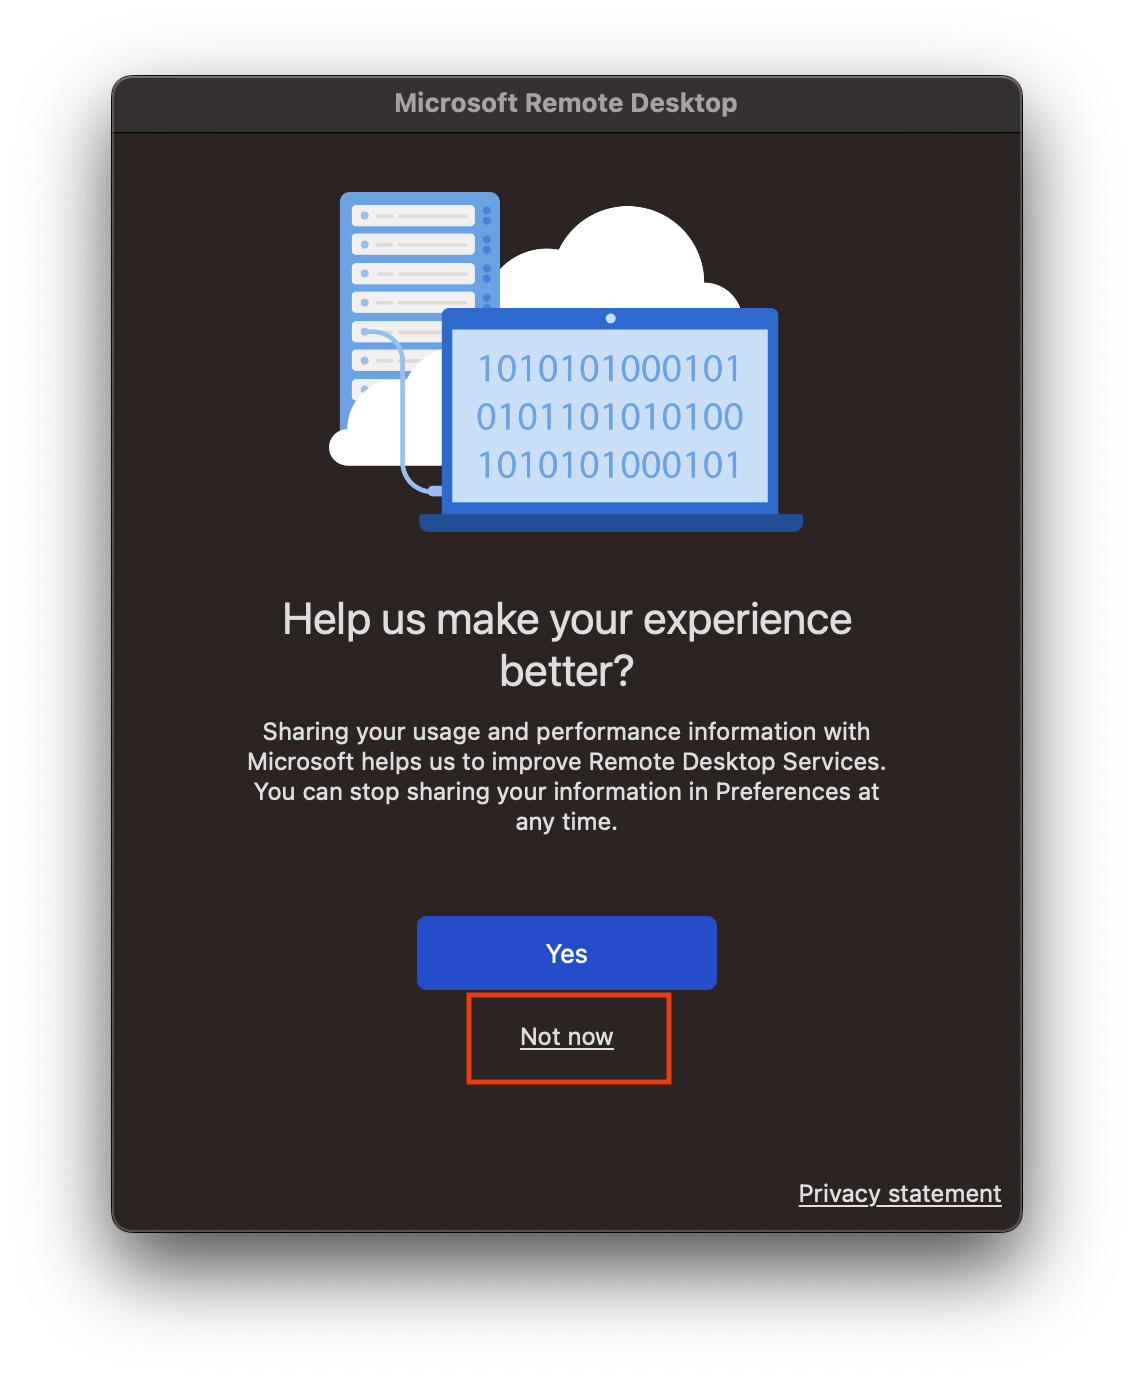 Microsoft Remote Desktop
1010101000101
0101101010100
1010101000101
Help us make your experience
better?
Sharing your usage and performance information with
Microsoft helps us to improve Remote Desktop Services.
You can stop sharing your information in Preferences at
any time.
Yes
Not now
Privacy statement